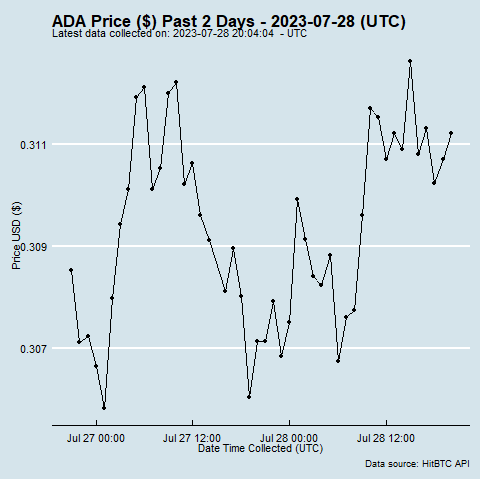 ADA Price ($) Past 2 Days - 2023-07-28 (UTC)
Latest data collected on: 2023-07-28 20:04:04 - UTC
0.311
0.309
0.307
Price USD ($)
Jul 27 00:00 Jul 27 12:00 Jul 28 00:00 Jul 28 12:00
Date Time Collected (UTC)
Data source: HitBTC API